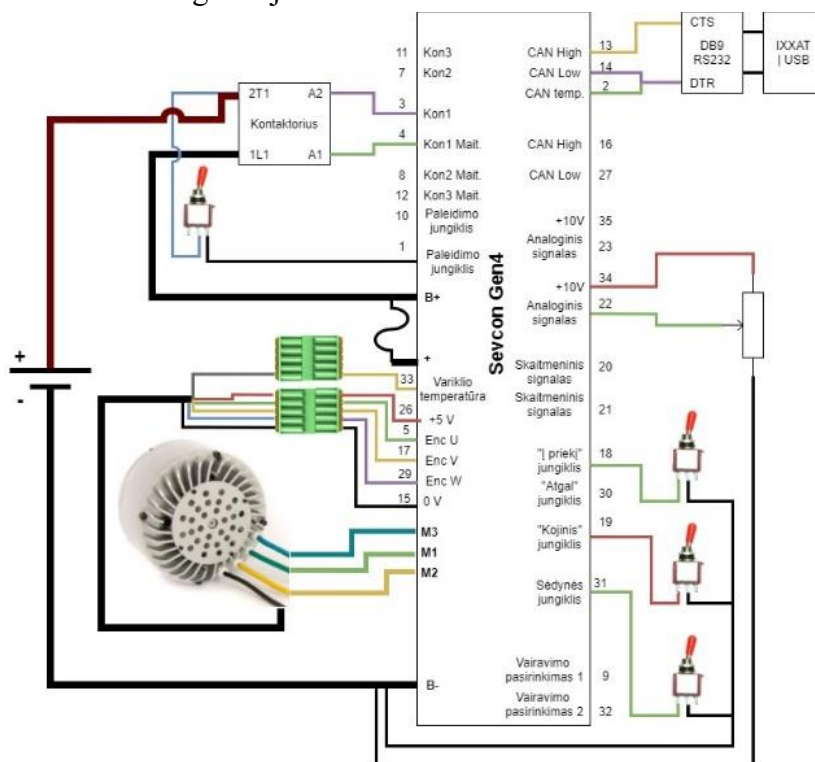 CTS
DB9
RS232
DTR
IXXAT
| USB
13
14
2
CAN High
CAN Low
CAN temp.
11
Kon3
7
Kon2
3
Kon1
4
Kon1 Mait.
8
Kon2 Mait.
12
Kon3 Mait.
10
Paleidimo
jungiklis
1
Paleidimo
jungiklis
2T1
A2
Kontaktorius
1L1
A1
CAN High
16
CAN Low
27
+10V
35
Analoginis
signalas
23
+10V
34
Analoginis
signalas
22
Sevcon Gen4
B+
+
33
Variklio
temperatūra
26
+5 V
5
Enc U
17
Enc V
29
Enc W
15
0 V
M3
M1
M2
B-
+
-
Skaitmeninis
signalas
20
Skaitmeninis
signalas
21
"Į priekį"
jungiklis
18
"Atgal"
jungiklis
30
"Kojinis"
jungiklis
19
Sėdynės
jungiklis
31
Vairavimo
pasirinkimas 1
9
Vairavimo
pasirinkimas 2
32